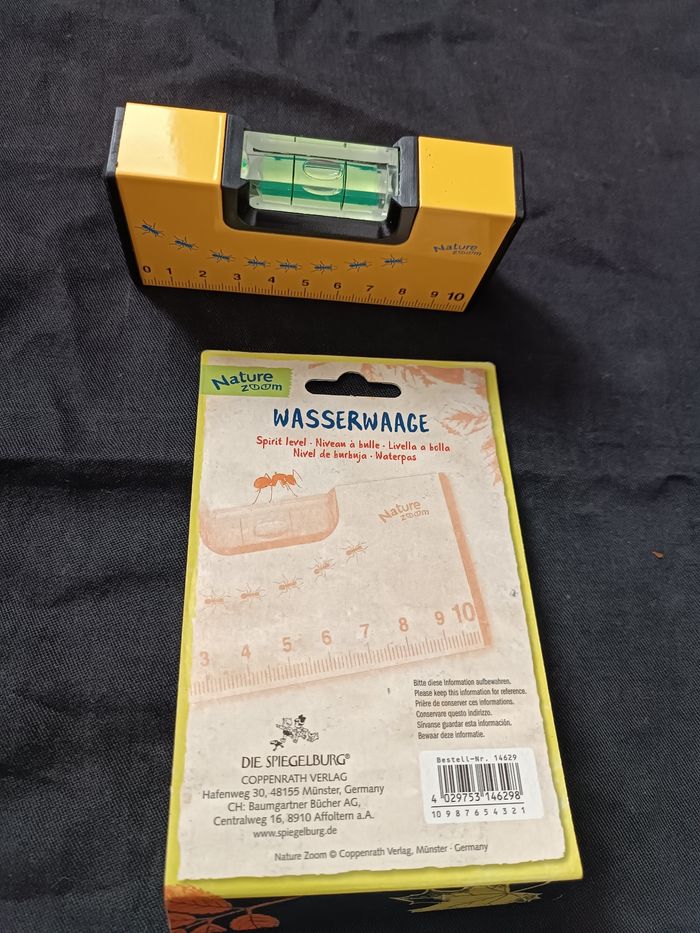 Nature
zoom
0 1 2 3 4 5 6 7 8 9 10
Nature
zoom
WASSERWAAGE
Spirit level · Niveau à bulle · Livella a bolla
Nivel de burbuja · Waterpas
Nature
zoom
3 4 5 6 7 8 9 10
Bitte diese Information aufbewahren.
Please keep this information for reference.
Prière de conserver ces informations.
Conservare questo indirizzo.
Sírvanse guardar esta información.
Bewaar deze informatie.
DIE SPIEGELBURG®
COPPENRATH VERLAG
Hafenweg 30, 48155 Münster, Germany
CH: Baumgartner Bücher AG,
Centralweg 16, 8910 Affoltern a.A.
www.spiegelburg.de
Bestell-Nr. 14629
4 029753 146298
10 9 8 7 6 5 4 3 2 1
Nature Zoom © Coppenrath Verlag, Münster · Germany